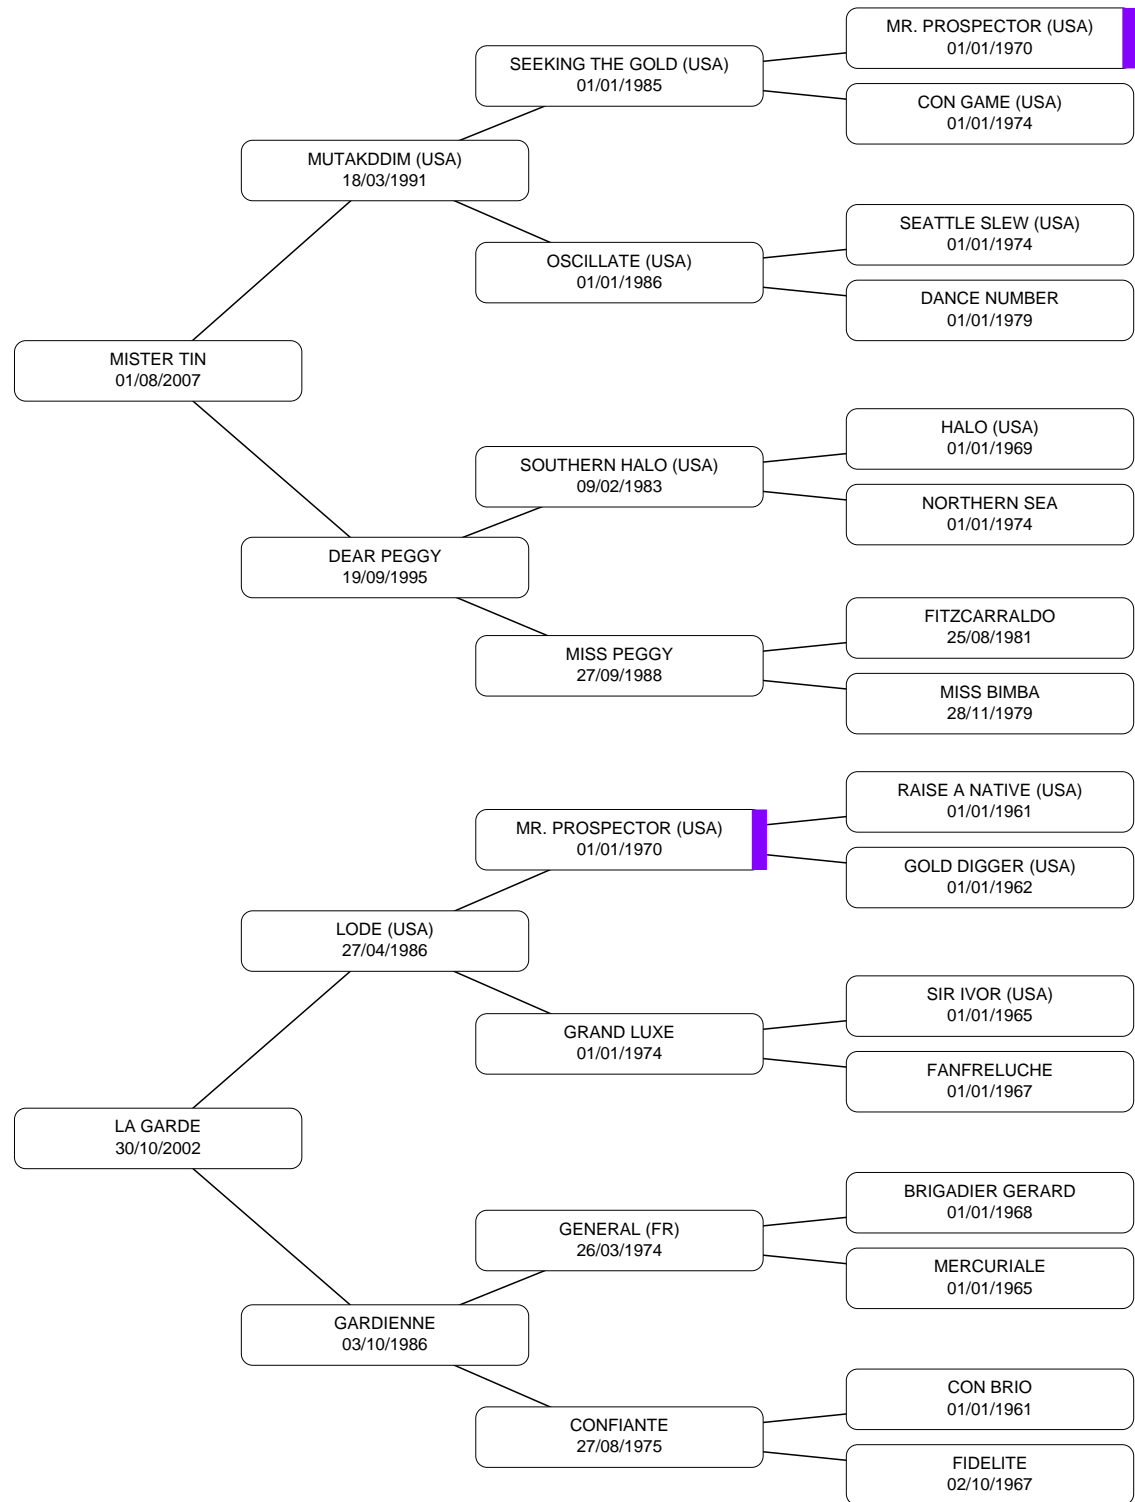 MR. PROSPECTOR (USA)
01/01/1970
SEEKING THE GOLD (USA)
01/01/1985
CON GAME (USA)
01/01/1974
MUTAKDDIM (USA)
18/03/1991
SEATTLE SLEW (USA)
01/01/1974
OSCILLATE (USA)
01/01/1986
DANCE NUMBER
01/01/1979
MISTER TIN
01/08/2007
HALO (USA)
01/01/1969
SOUTHERN HALO (USA)
09/02/1983
NORTHERN SEA
01/01/1974
DEAR PEGGY
19/09/1995
FITZCARRALDO
25/08/1981
MISS PEGGY
27/09/1988
MISS BIMBA
28/11/1979
RAISE A NATIVE (USA)
01/01/1961
MR. PROSPECTOR (USA)
01/01/1970
GOLD DIGGER (USA)
01/01/1962
LODE (USA)
27/04/1986
SIR IVOR (USA)
01/01/1965
GRAND LUXE
01/01/1974
FANFRELUCHE
01/01/1967
LA GARDE
30/10/2002
BRIGADIER GERARD
01/01/1968
GENERAL (FR)
26/03/1974
MERCURIALE
01/01/1965
GARDIENNE
03/10/1986
CON BRIO
01/01/1961
CONFIANTE
27/08/1975
FIDELITE
02/10/1967